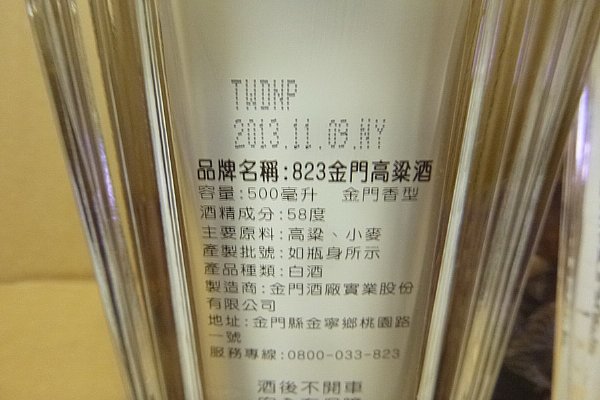 TWDNP
2013.11.09.NY
品牌名稱:823金門高粱酒
容量:500毫升 金門香型
酒精成分:58度
主要原料:高粱、小麥
產製批號:如瓶身所示
產品種類:白酒
製造商:金門酒廠實業股份
有限公司
地址:金門縣金寧鄉桃園路
一號
服務專線:0800-033-823
酒後不開車